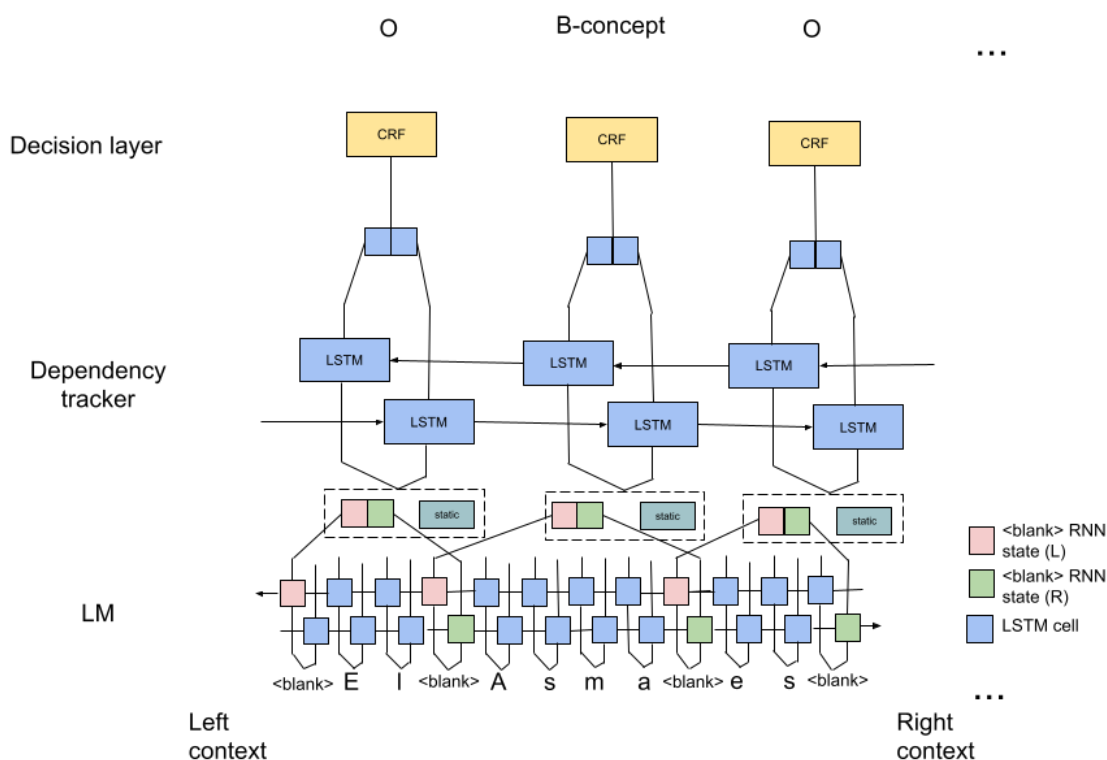 O B-concept O ...
Decision layer CRF CRF CRF
LSTM LSTM LSTM
Dependency
tracker
LSTM LSTM LSTM
static static static
<blank> RNN
state (L)
<blank> RNN
state (R)
LM
LSTM cell
<blank> E l <blank> A s m a <blank> e s <blank> ...
Left
context
Right
context